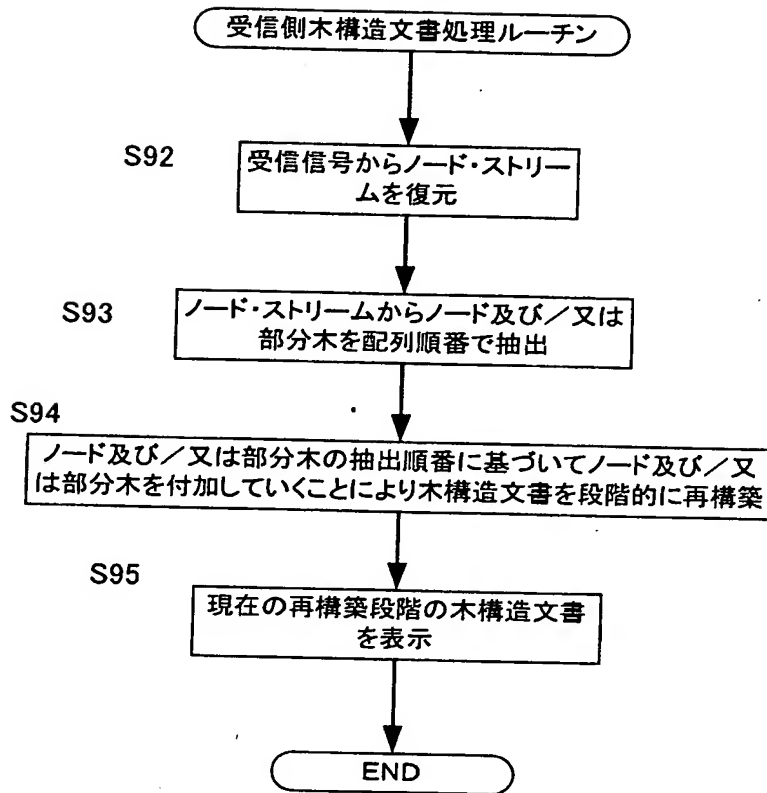 受信側木構造文書処理ルーチン
S92
受信信号からノード・ストリー
ムを復元
S93
ノード・ストリームからノード及び／又は
部分木を配列順番で抽出
S94
ノード及び／又は部分木の抽出順番に基づいてノード及び／又
は部分木を付加していくことにより木構造文書を段階的に再構築
S95
現在の再構築段階の木構造文書
を表示
END